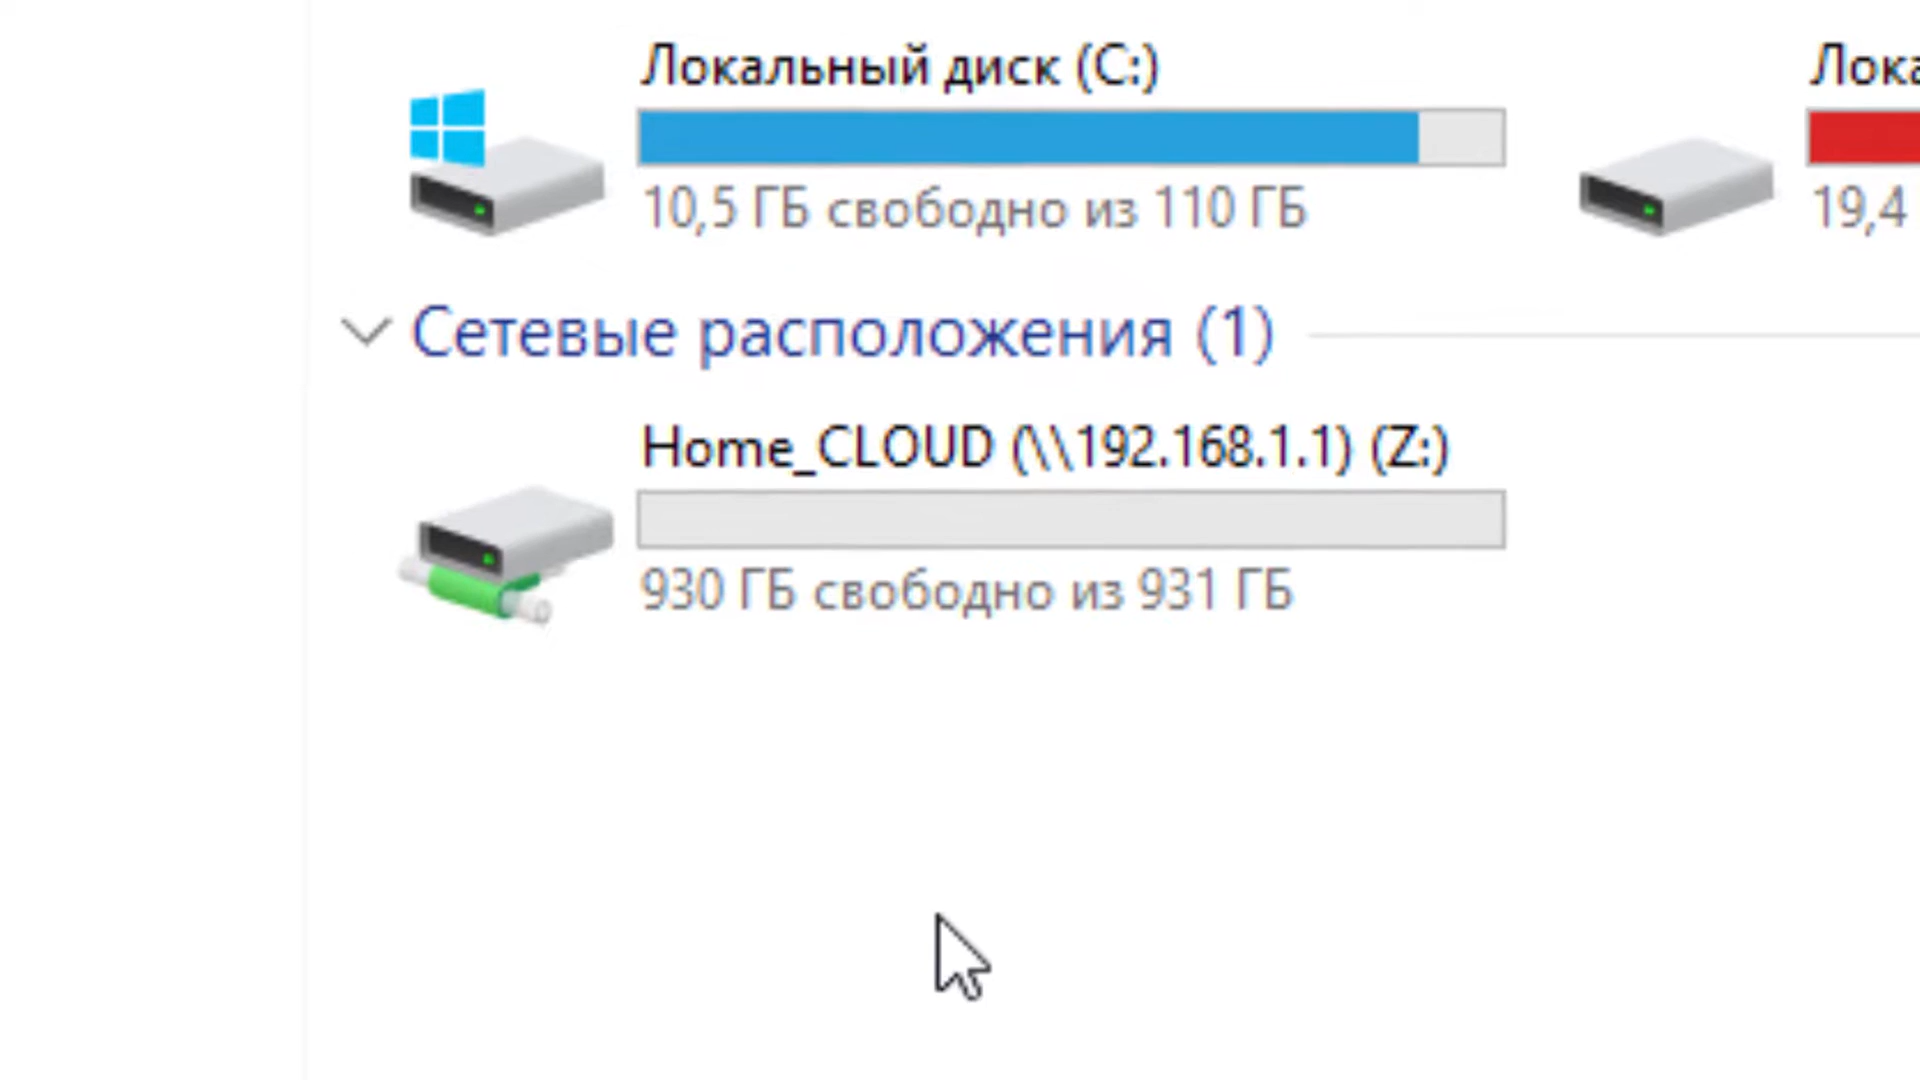 Локальный диск (C:)
10,5 ГБ свободно из 110 ГБ
19,4
Сетевые расположения (1)
Home_CLOUD (\\192.168.1.1) (Z:)
930 ГБ свободно из 931 ГБ